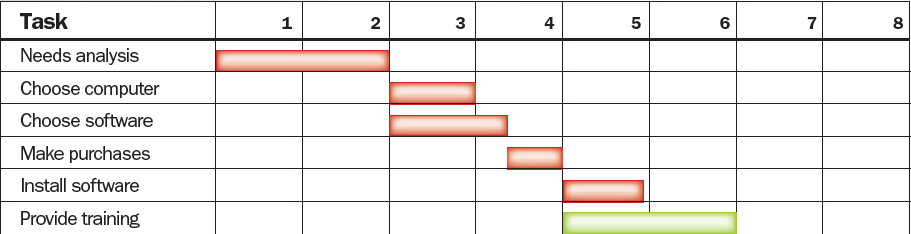 Task 1 2 3 4 5 6 7 8
Needs analysis
Choose computer
Choose software
Make purchases
Install software
Provide training